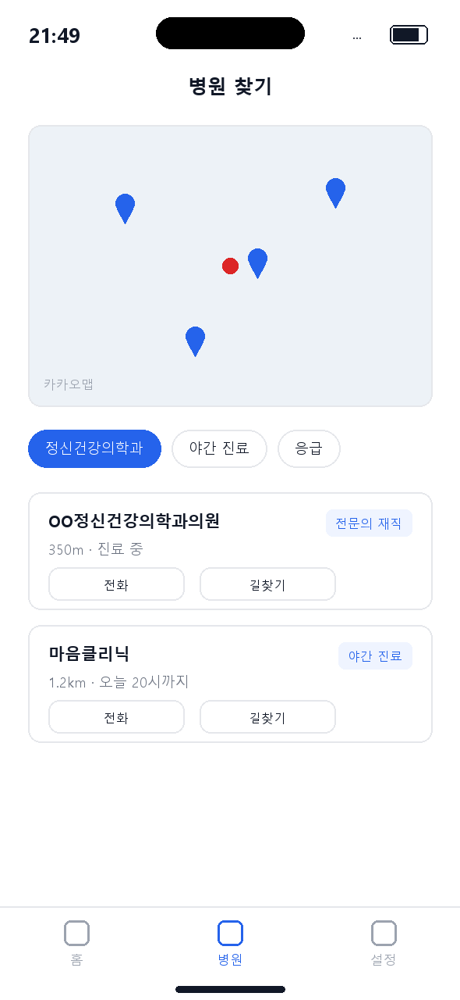 21:49 ...
병원 찾기
카카오맵
정신건강의학과 야간 진료 응급
OO정신건강의학과의원 전문의 재직
350m · 진료 중
전화 길찾기
마음클리닉 야간 진료
1.2km · 오늘 20시까지
전화 길찾기
홈 병원 설정